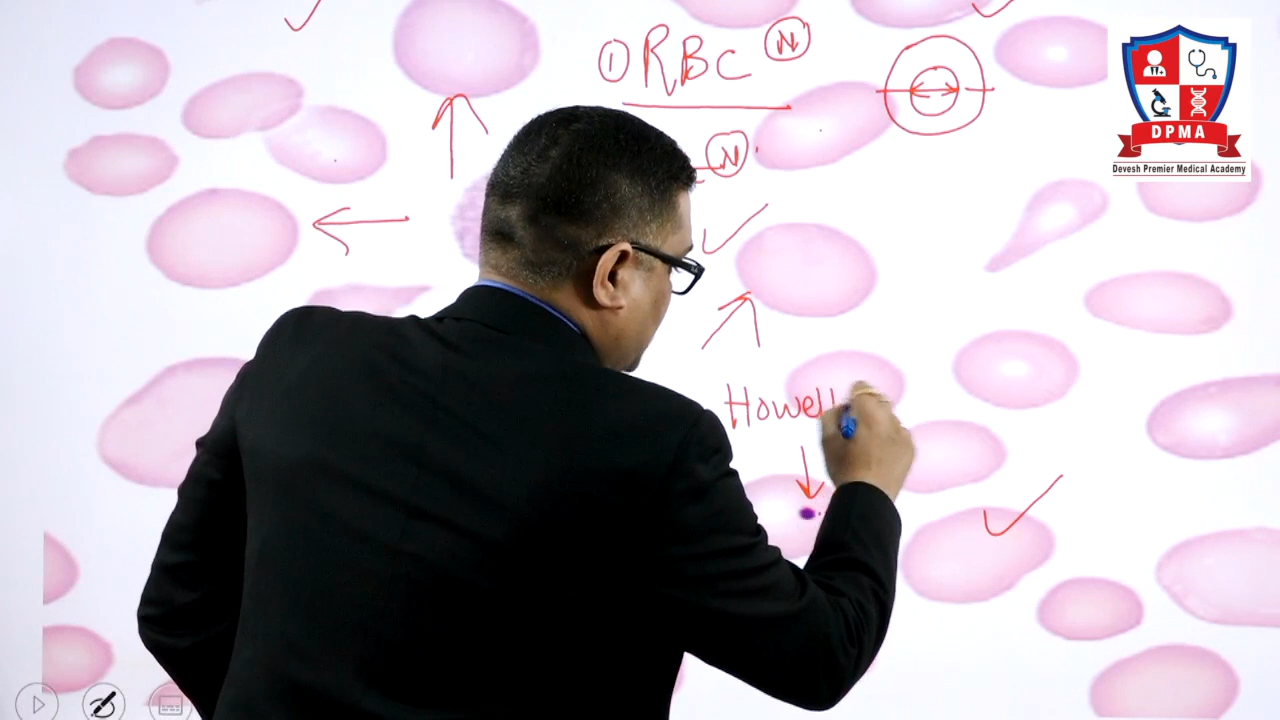 ① RBC Ⓝ
Ⓝ
Howell
DPMA
Devesh Premier Medical Academy